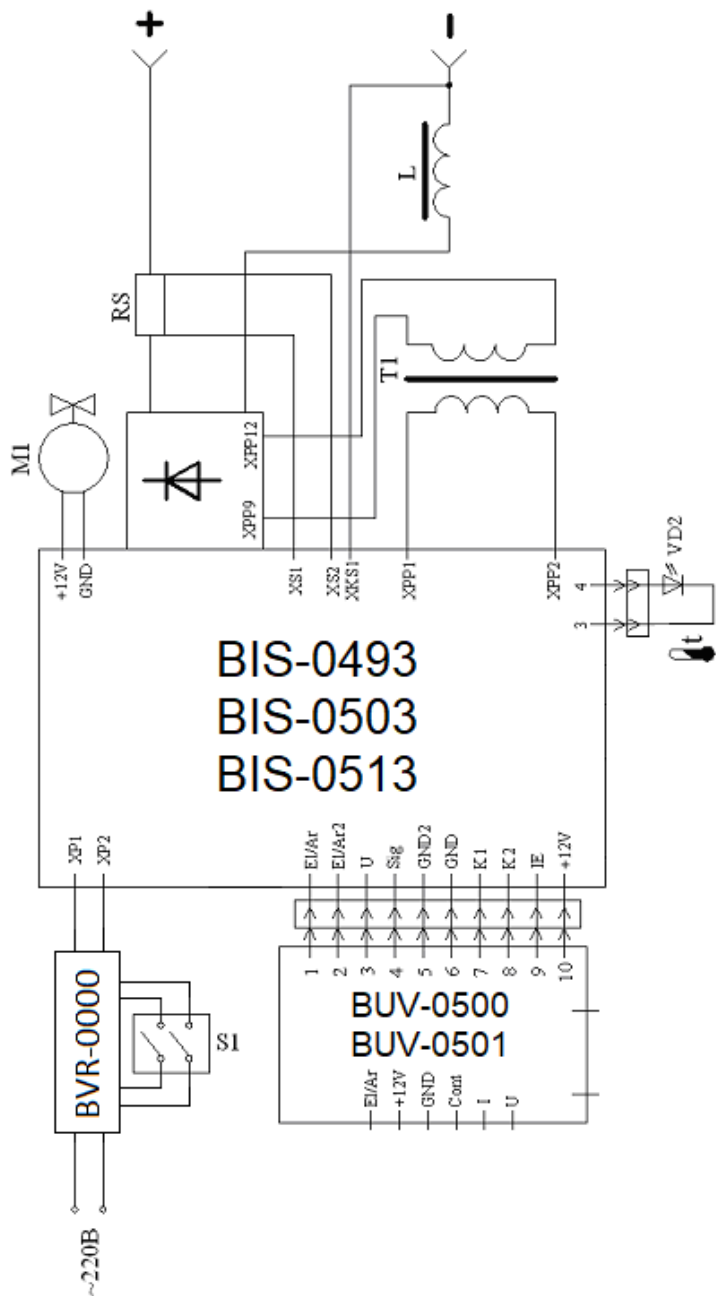 +
-
L
RS
T1
M1
XPP12
XPP9
+12V
GND
XS1
XS2
XKS1
XPP1
XPP2
4
3
VD2
t
BIS-0493
BIS-0503
BIS-0513
XP1
XP2
El/Ar
El/Ar2
U
Sig
GND2
GND
K1
K2
IE
+12V
1
2
3
4
5
6
7
8
9
10
BVR-0000
S1
BUV-0500
BUV-0501
El/Ar
+12V
GND
Cont
I
U
~220В